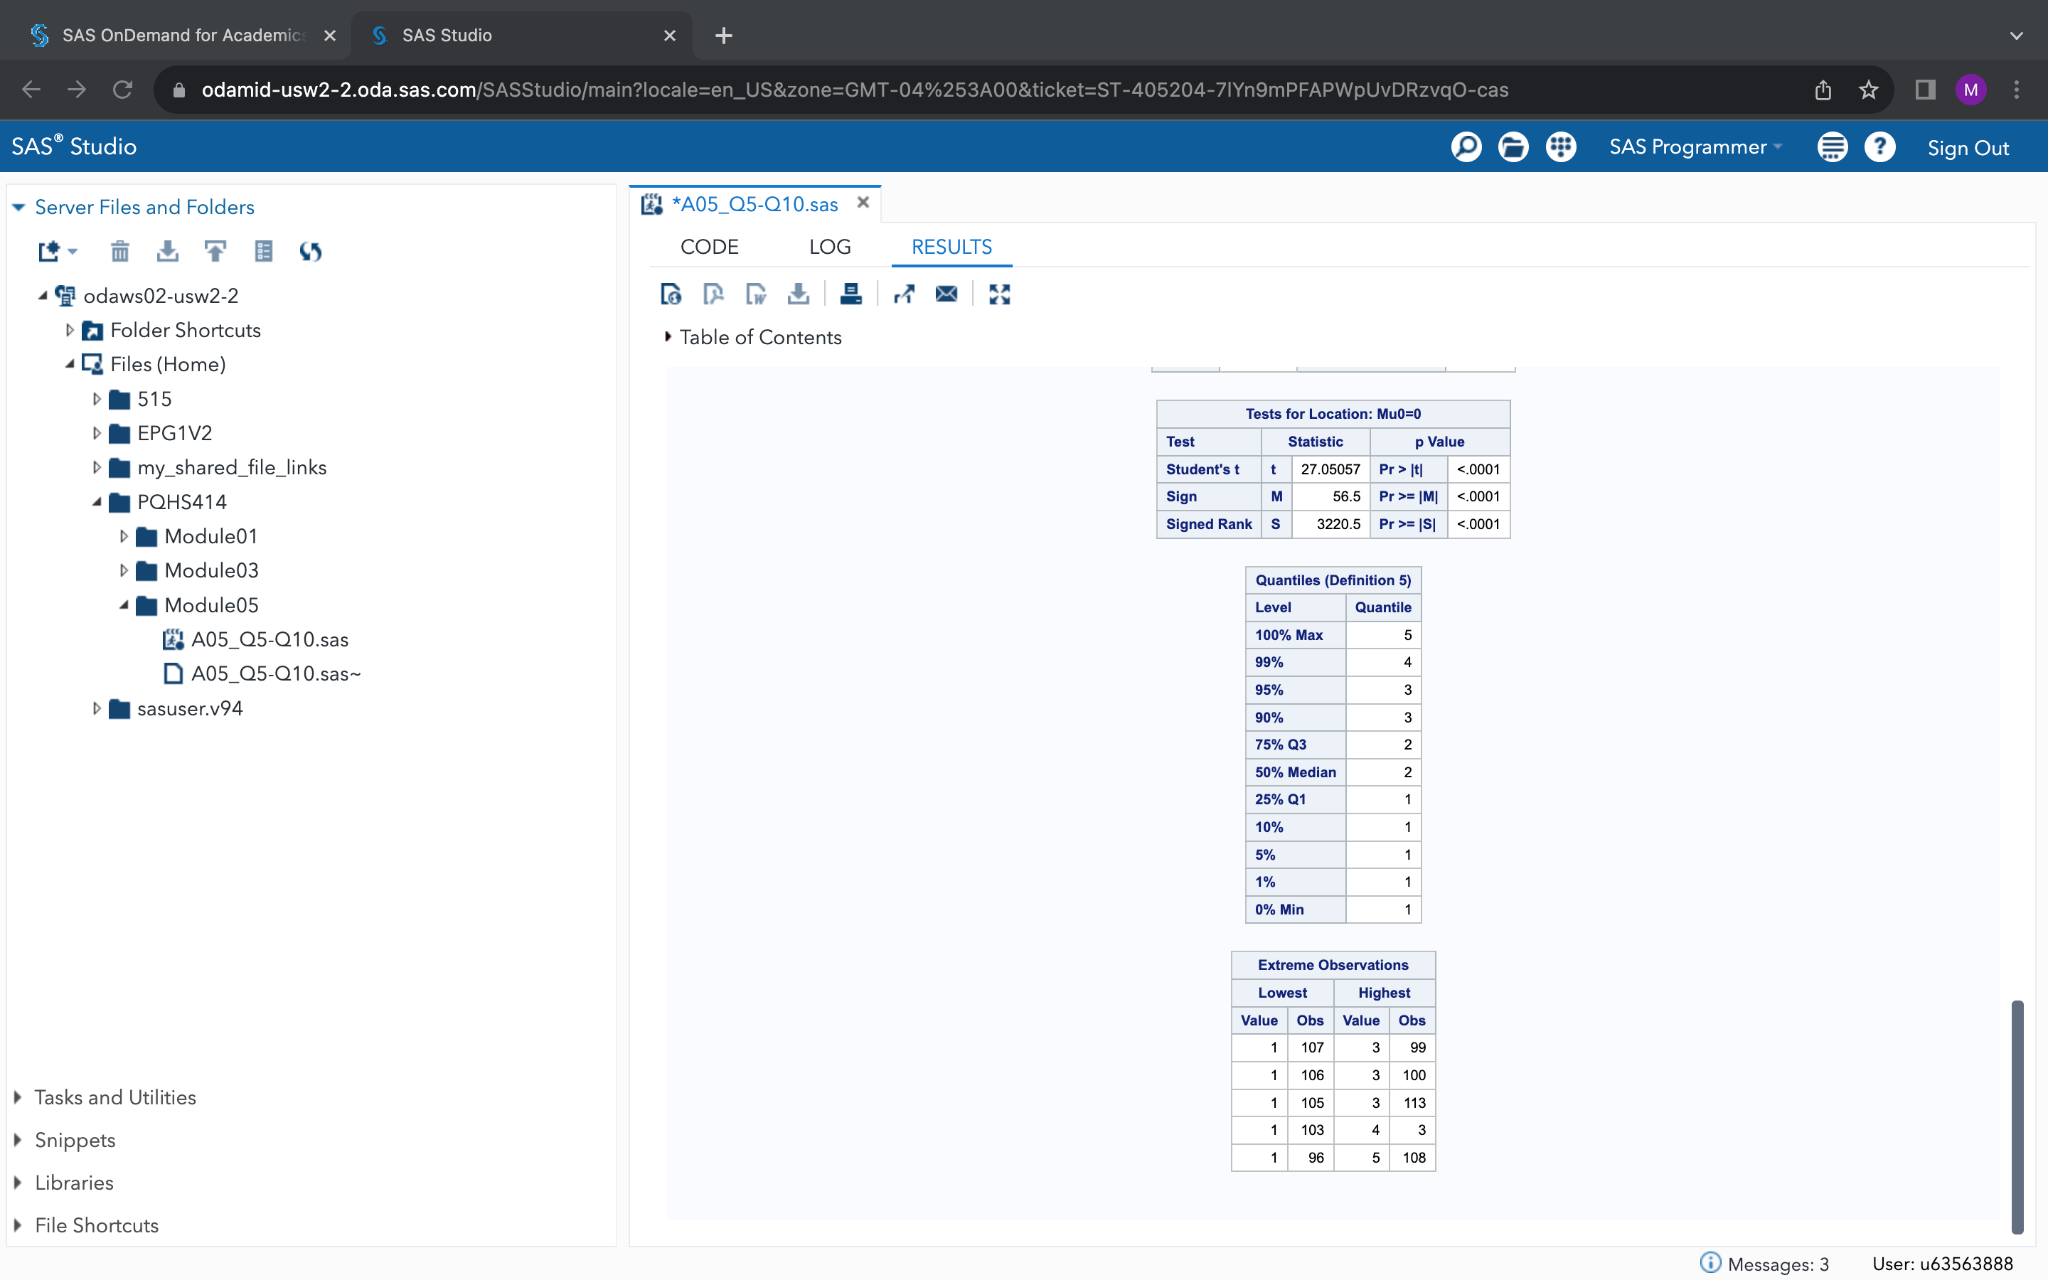 SAS OnDemand for Academics
SAS Studio
odamid-usw2-2.oda.sas.com/SASStudio/main?locale=en_US&zone=GMT-04%253A00&ticket=ST-405204-7lYn9mPFAPWpUvDRzvqO-cas
M
SAS® Studio
SAS Programmer
?
Sign Out
Server Files and Folders
odaws02-usw2-2
Folder Shortcuts
Files (Home)
515
EPG1V2
my_shared_file_links
PQHS414
Module01
Module03
Module05
A05_Q5-Q10.sas
A05_Q5-Q10.sas~
sasuser.v94
Tasks and Utilities
Snippets
Libraries
File Shortcuts
*A05_Q5-Q10.sas
CODE LOG RESULTS
Table of Contents
Tests for Location: Mu0=0
Test Statistic p Value
Student's t t 27.05057 Pr > |t| <.0001
Sign M 56.5 Pr >= |M| <.0001
Signed Rank S 3220.5 Pr >= |S| <.0001
Quantiles (Definition 5)
Level Quantile
100% Max 5
99% 4
95% 3
90% 3
75% Q3 2
50% Median 2
25% Q1 1
10% 1
5% 1
1% 1
0% Min 1
Extreme Observations
Lowest Highest
Value Obs Value Obs
1 107 3 99
1 106 3 100
1 105 3 113
1 103 4 3
1 96 5 108
Messages: 3
User: u63563888